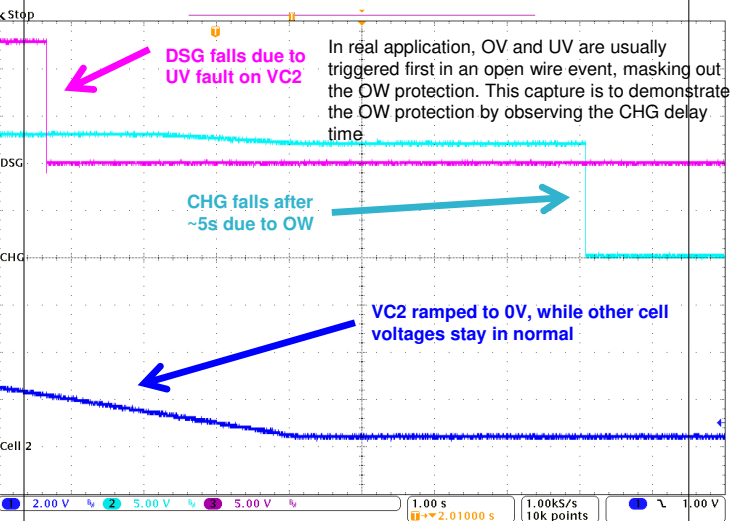 Stop
DSG falls due to
UV fault on VC2
In real application, OV and UV are usually
triggered first in an open wire event, masking out
the OW protection. This capture is to demonstrate
the OW protection by observing the CHG delay
time
DSG
CHG falls after
~5s due to OW
CHG
VC2 ramped to 0V, while other cell
voltages stay in normal
Cell 2
1 2.00 V 2 5.00 V 3 5.00 V
1.00 s
T→▼2.01000 s
1.00kS/s
10k points
1 1.00 V